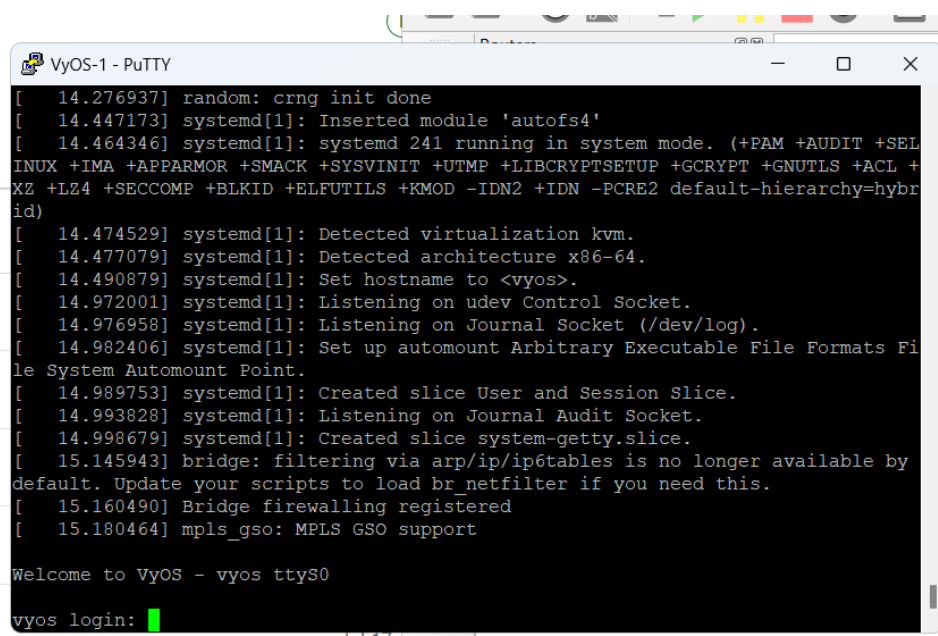 VyOS-1 - PuTTY
[   14.276937] random: crng init done
[   14.447173] systemd[1]: Inserted module 'autofs4'
[   14.464346] systemd[1]: systemd 241 running in system mode. (+PAM +AUDIT +SEL
INUX +IMA +APPARMOR +SMACK +SYSVINIT +UTMP +LIBCRYPTSETUP +GCRYPT +GNUTLS +ACL +
XZ +LZ4 +SECCOMP +BLKID +ELFUTILS +KMOD -IDN2 +IDN -PCRE2 default-hierarchy=hybr
id)
[   14.474529] systemd[1]: Detected virtualization kvm.
[   14.477079] systemd[1]: Detected architecture x86-64.
[   14.490879] systemd[1]: Set hostname to <vyos>.
[   14.972001] systemd[1]: Listening on udev Control Socket.
[   14.976958] systemd[1]: Listening on Journal Socket (/dev/log).
[   14.982406] systemd[1]: Set up automount Arbitrary Executable File Formats Fi
le System Automount Point.
[   14.989753] systemd[1]: Created slice User and Session Slice.
[   14.993828] systemd[1]: Listening on Journal Audit Socket.
[   14.998679] systemd[1]: Created slice system-getty.slice.
[   15.145943] bridge: filtering via arp/ip/ip6tables is no longer available by
default. Update your scripts to load br_netfilter if you need this.
[   15.160490] Bridge firewalling registered
[   15.180464] mpls_gso: MPLS GSO support
Welcome to VyOS - vyos ttyS0
vyos login: